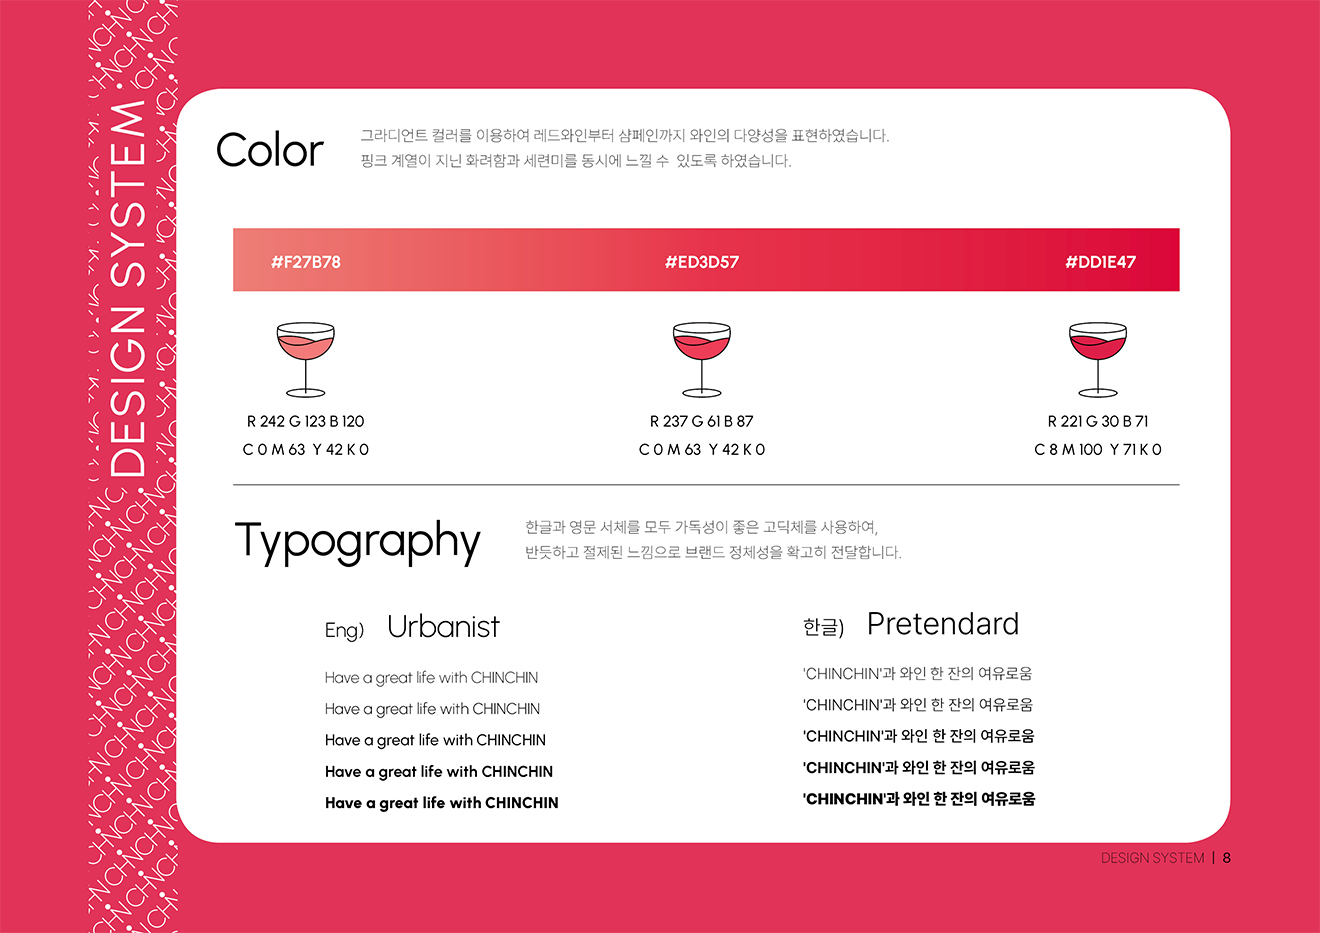 DESIGN SYSTEM
Color
그라디언트 컬러를 이용하여 레드와인부터 샴페인까지 와인의 다양성을 표현하였습니다.
핑크 계열이 지닌 화려함과 세련미를 동시에 느낄 수 있도록 하였습니다.
#F27B78
#ED3D57
#DD1E47
R 242 G 123 B 120
C 0 M 63 Y 42 K 0
R 237 G 61 B 87
C 0 M 63 Y 42 K 0
R 221 G 30 B 71
C 8 M 100 Y 71 K 0
Typography
한글과 영문 서체를 모두 가독성이 좋은 고딕체를 사용하여,
반듯하고 절제된 느낌으로 브랜드 정체성을 확고히 전달합니다.
Eng) Urbanist
Have a great life with CHINCHIN
Have a great life with CHINCHIN
Have a great life with CHINCHIN
Have a great life with CHINCHIN
Have a great life with CHINCHIN
한글) Pretendard
'CHINCHIN'과 와인 한 잔의 여유로움
'CHINCHIN'과 와인 한 잔의 여유로움
'CHINCHIN'과 와인 한 잔의 여유로움
'CHINCHIN'과 와인 한 잔의 여유로움
'CHINCHIN'과 와인 한 잔의 여유로움
DESIGN SYSTEM | 8